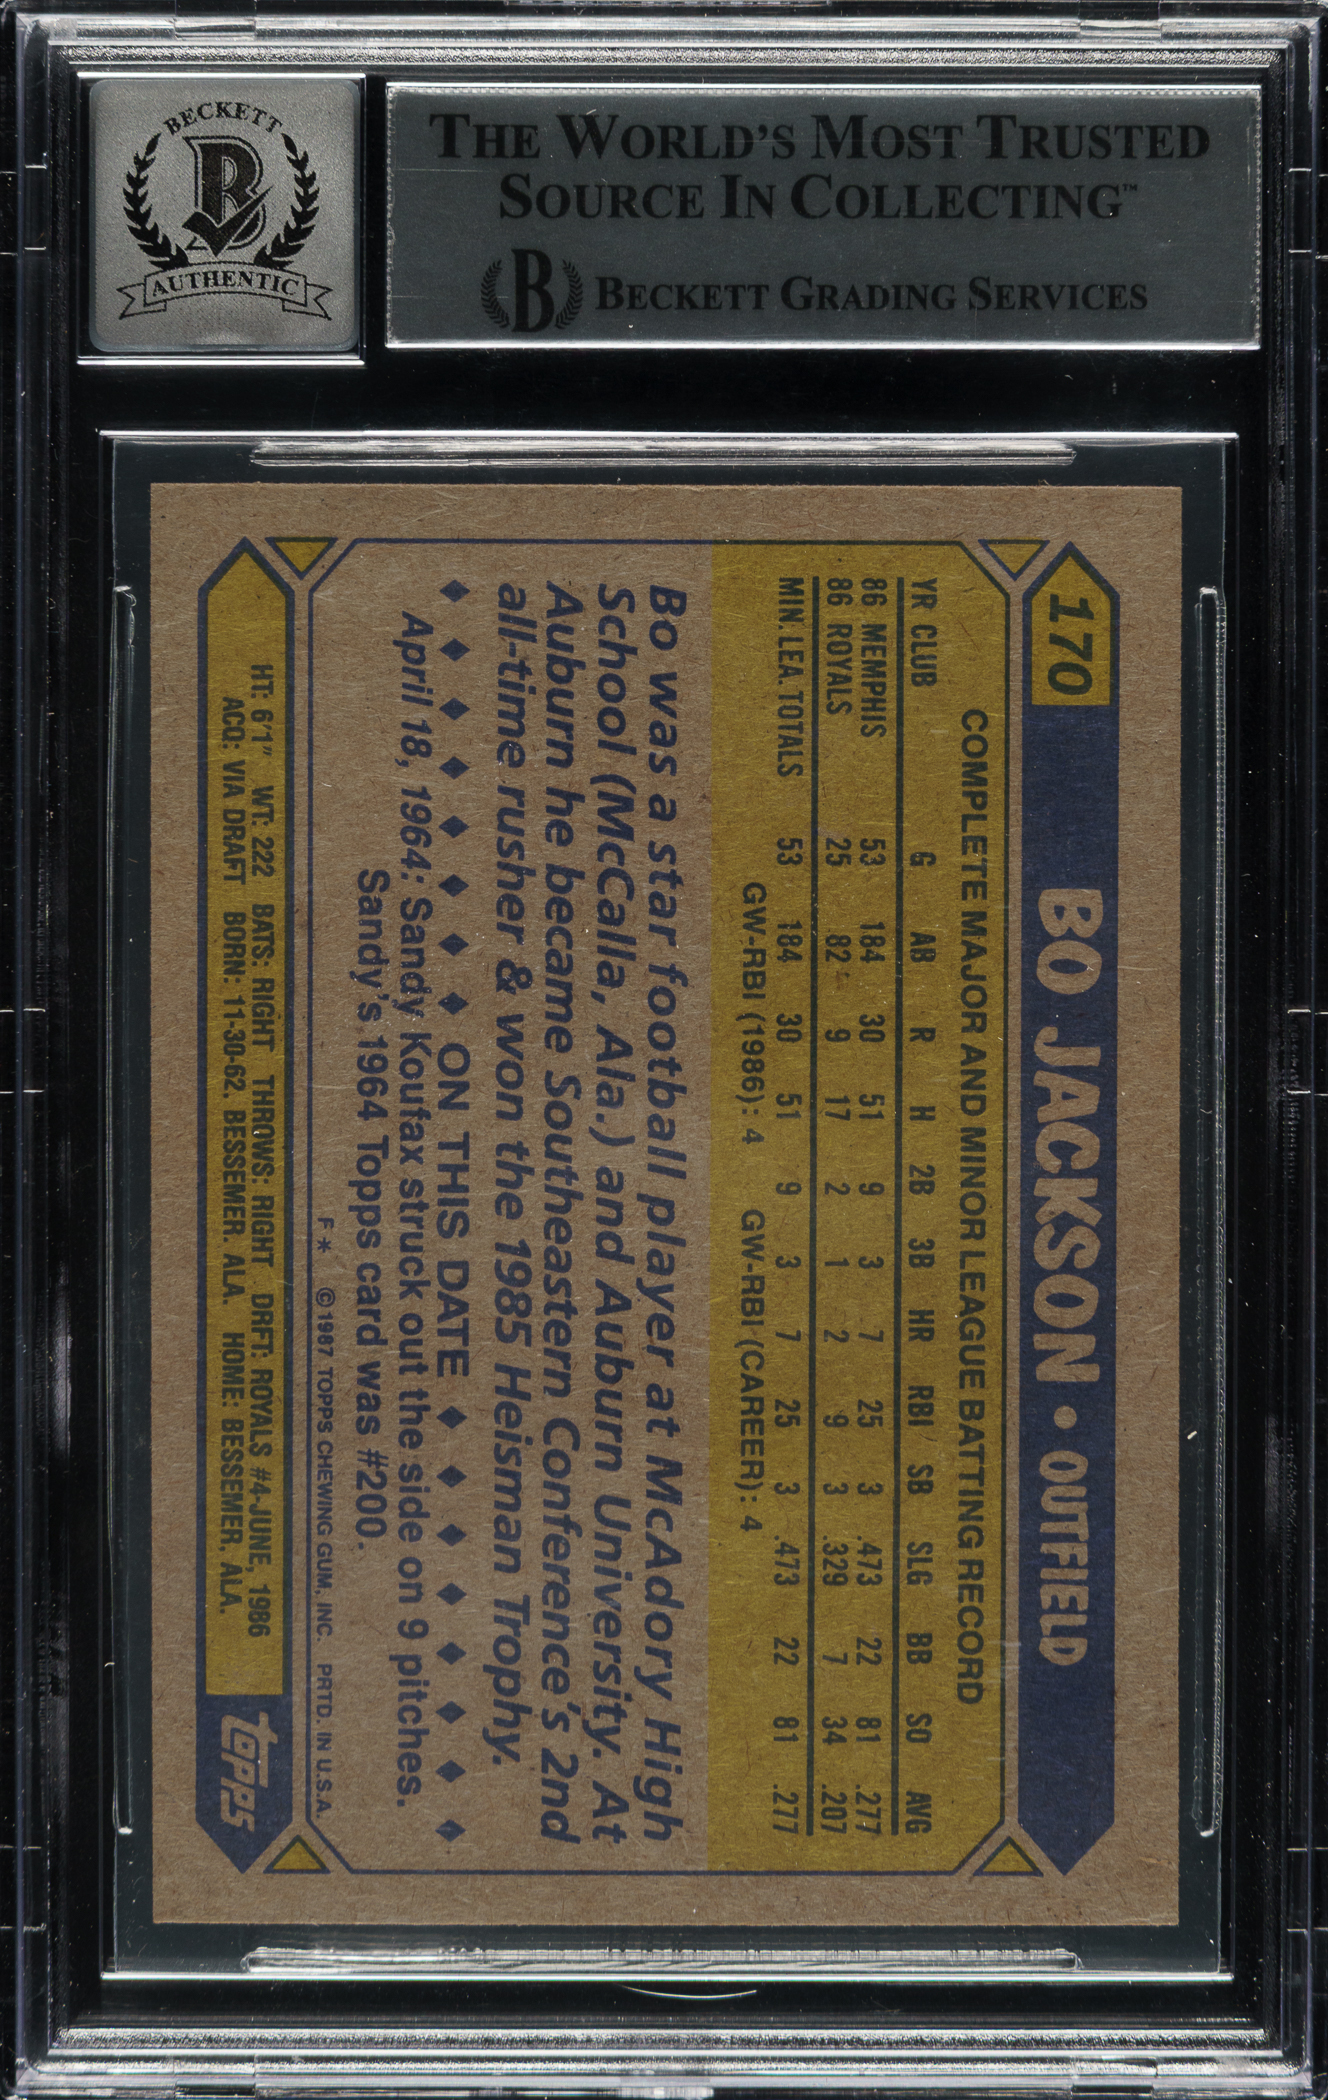 BECKETT
B
AUTHENTIC
THE WORLD'S MOST TRUSTED
SOURCE IN COLLECTING™
B BECKETT GRADING SERVICES
170 BO JACKSON • OUTFIELD
COMPLETE MAJOR AND MINOR LEAGUE BATTING RECORD
YR CLUB G AB R H 2B 3B HR RBI SB SLG BB SO AVG
86 MEMPHIS 53 184 30 51 9 3 7 25 3 .473 22 81 .277
86 ROYALS 25 82 9 17 2 1 2 9 3 .329 7 34 .207
MIN. LEA. TOTALS 53 184 30 51 9 3 7 25 3 .473 22 81 .277
GW-RBI (1986): 4 GW-RBI (CAREER): 4
Bo was a star football player at McAdory High
School (McCalla, Ala.) and Auburn University. At
Auburn he became Southeastern Conference's 2nd
all-time rusher & won the 1985 Heisman Trophy.
◆ ◆ ◆ ◆ ◆ ◆ ◆ ◆ ON THIS DATE ◆ ◆ ◆ ◆ ◆ ◆ ◆ ◆
April 18, 1964: Sandy Koufax struck out the side on 9 pitches.
Sandy's 1964 Topps card was #200.
F* ©1987 TOPPS CHEWING GUM, INC. PRTD. IN U.S.A.
HT: 6'1" WT: 222 BATS: RIGHT THROWS: RIGHT DRFT: ROYALS #4-JUNE, 1986
ACQ: VIA DRAFT BORN: 11-30-62, BESSEMER, ALA. HOME: BESSEMER, ALA.
topps